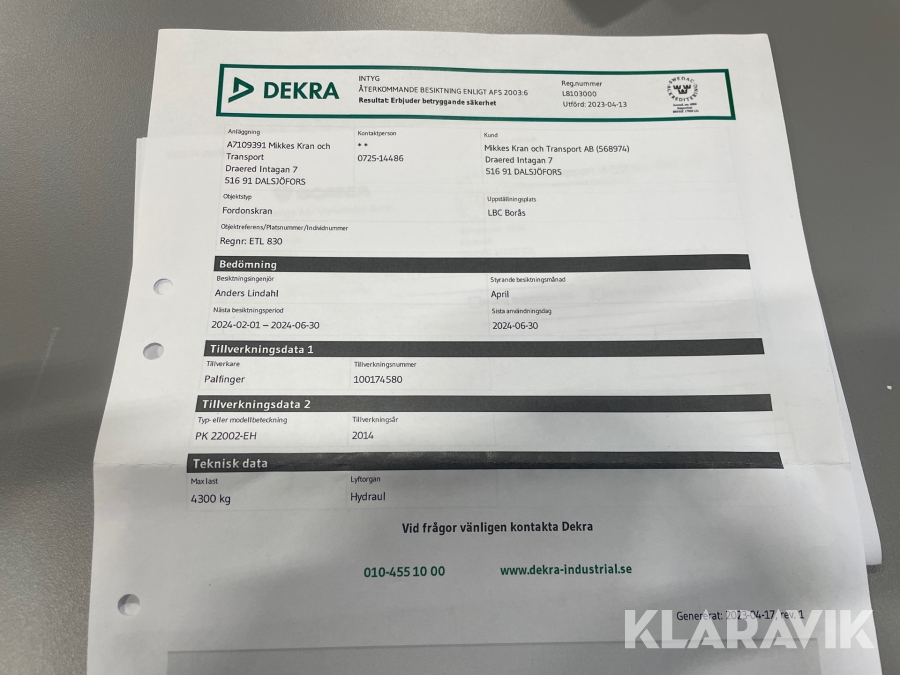 DEKRA
INTYG
ÅTERKOMMANDE BESIKTNING ENLIGT AFS 2003:6
Resultat: Erbjuder betryggande säkerhet
Reg.nummer
L8103000
Utförd: 2023-04-13
Anläggning
A7109391 Mikkes Kran och
Transport
Draered Intagan 7
516 91 DALSJÖFORS
Kontaktperson
* *
0725-14486
Kund
Mikkes Kran och Transport AB (568974)
Draered Intagan 7
516 91 DALSJÖFORS
Objektstyp
Fordonskran
Uppställningsplats
LBC Borås
Objektreferens/Platsnummer/Individnummer
Regnr: ETL 830
Bedömning
Besiktningsingenjör
Anders Lindahl
Styrande besiktningsmånad
April
Nästa besiktningsperiod
2024-02-01 – 2024-06-30
Sista användningsdag
2024-06-30
Tillverkningsdata 1
Tillverkare
Palfinger
Tillverkningsnummer
100174580
Tillverkningsdata 2
Typ- eller modellbeteckning
PK 22002-EH
Tillverkningsår
2014
Teknisk data
Max last
4300 kg
Lyftorgan
Hydraul
Vid frågor vänligen kontakta Dekra
010-455 10 00
www.dekra-industrial.se
Genererat: 2023-04-17, rev. 1
KLARAVIK